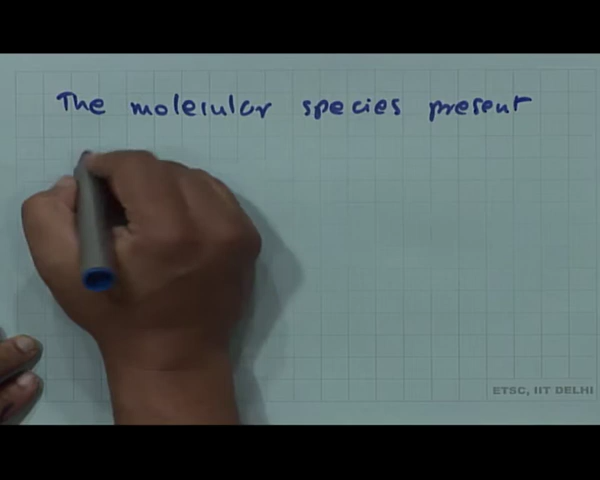 The molecular species present
ETSC, IIT DELHI